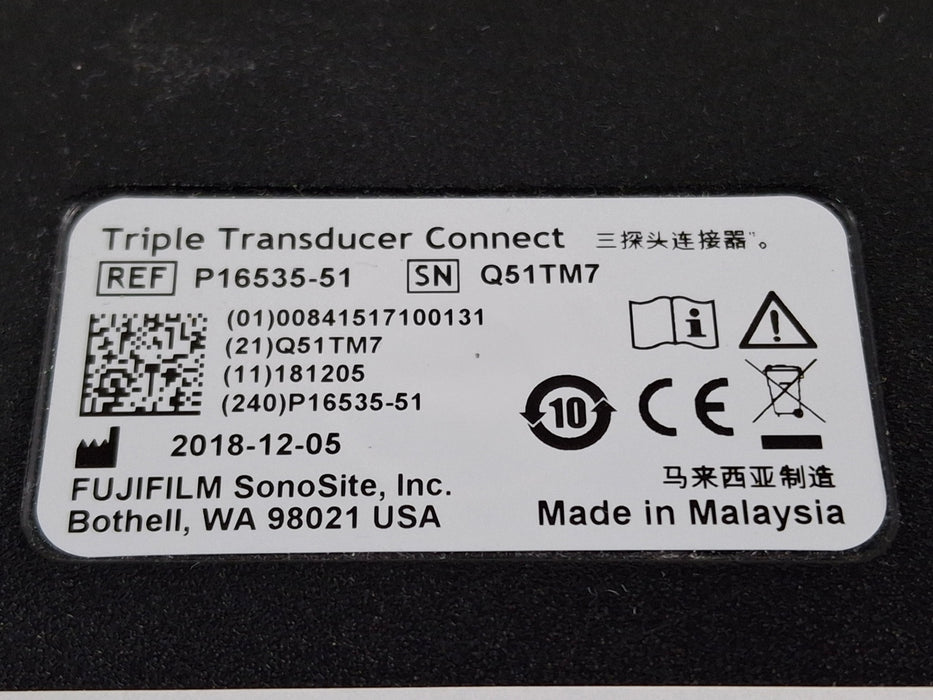 Triple Transducer Connect 三探头连接器"。
REF P16535-51 SN Q51TM7
(01)00841517100131
(21)Q51TM7
(11)181205
(240)P16535-51
10 CE
2018-12-05
FUJIFILM SonoSite, Inc.
Bothell, WA 98021 USA
马来西亚制造
Made in Malaysia